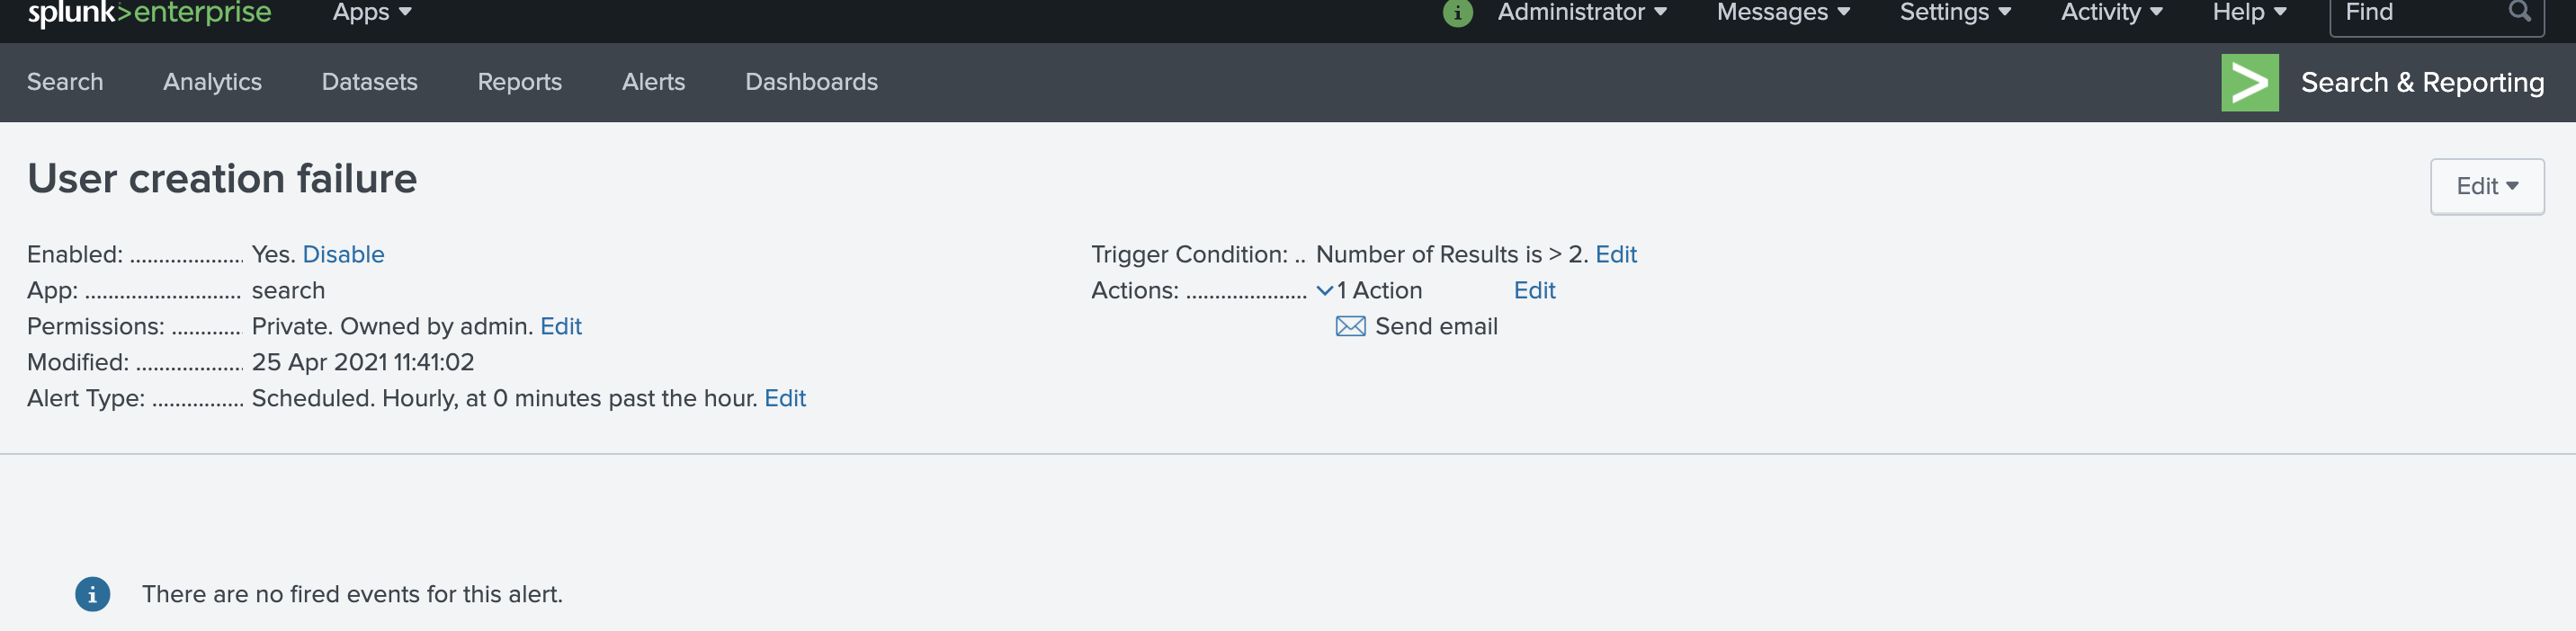 splunk>enterprise Apps Administrator Messages Settings Activity Help Find
Search Analytics Datasets Reports Alerts Dashboards Search & Reporting
User creation failure
Edit
Enabled: ................... Yes. Disable
App: ........................... search
Permissions: ............ Private. Owned by admin. Edit
Modified: ................... 25 Apr 2021 11:41:02
Alert Type: ................ Scheduled. Hourly, at 0 minutes past the hour. Edit
Trigger Condition: .. Number of Results is > 2. Edit
Actions: ..................... 1 Action Edit
Send email
There are no fired events for this alert.